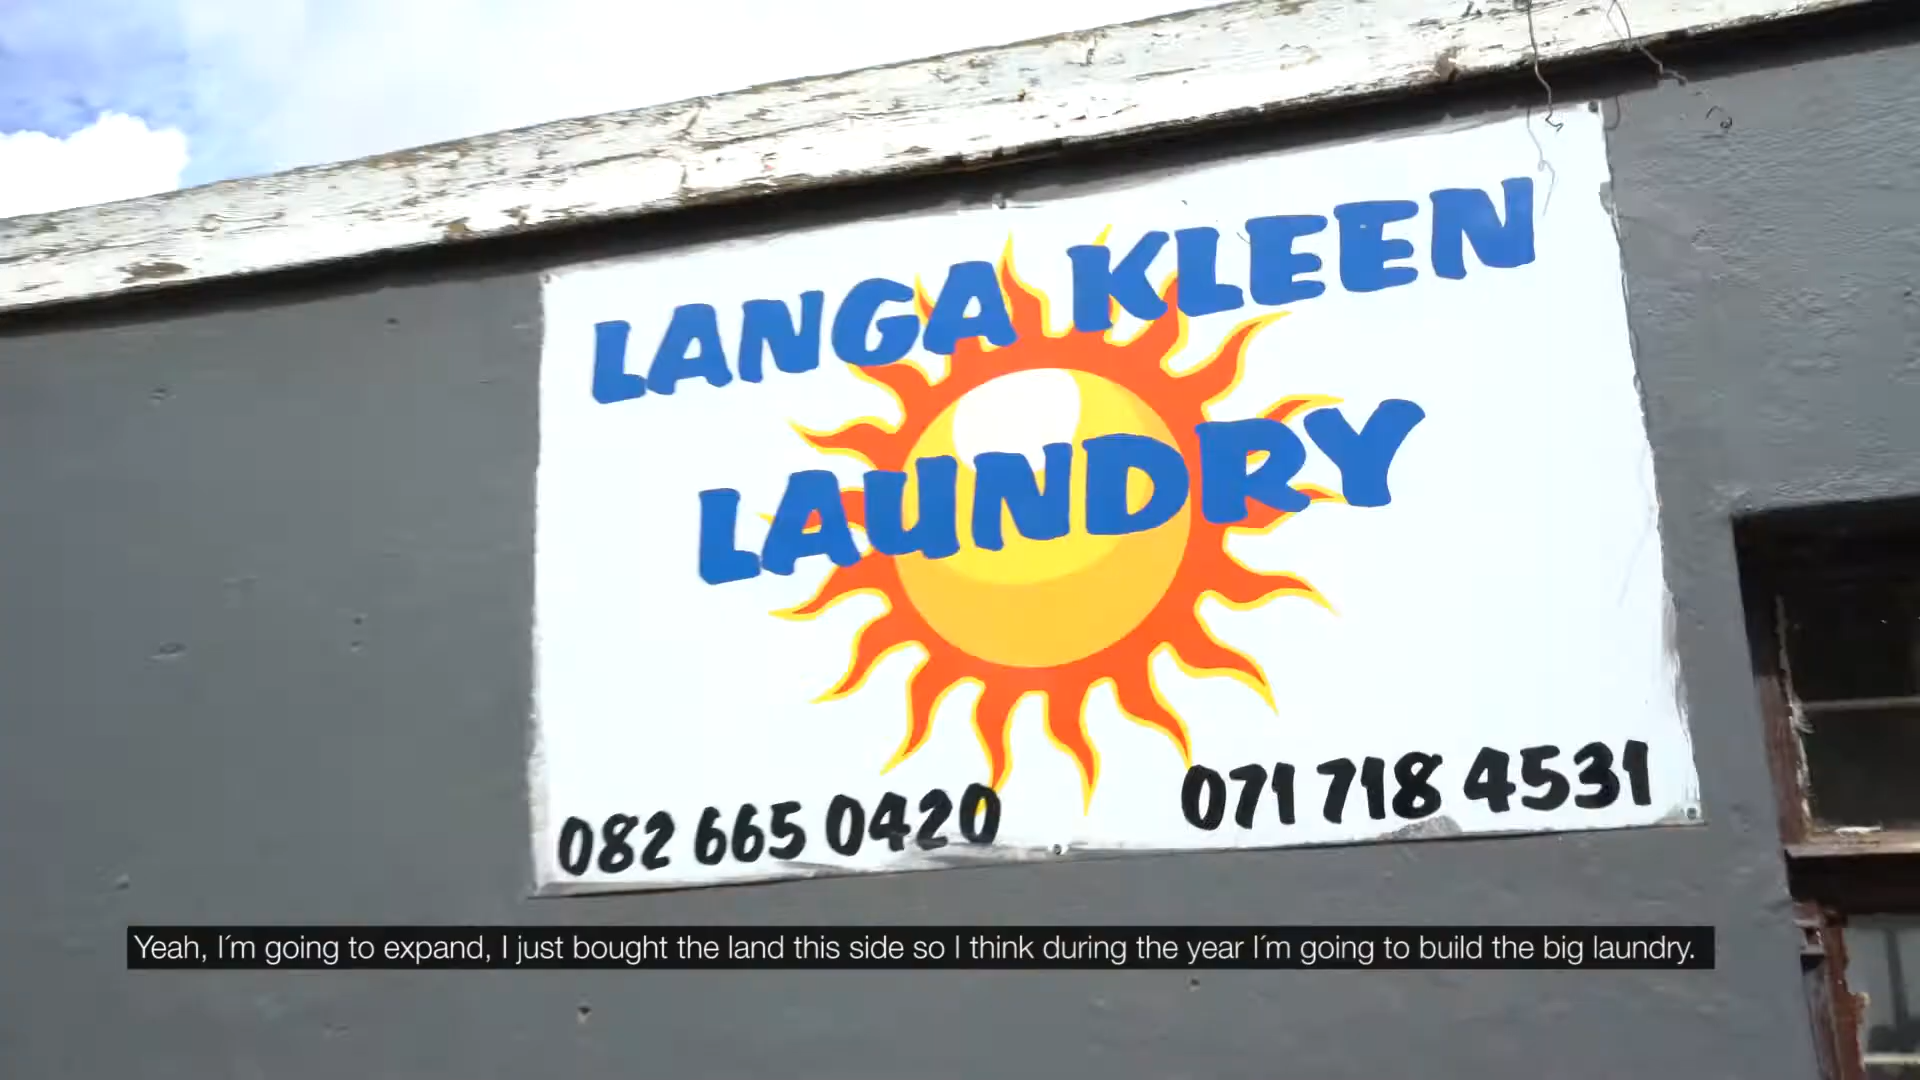 LANGA KLEEN
LAUNDRY
082 665 0420 071 718 4531
Yeah, I´m going to expand, I just bought the land this side so I think during the year I´m going to build the big laundry.